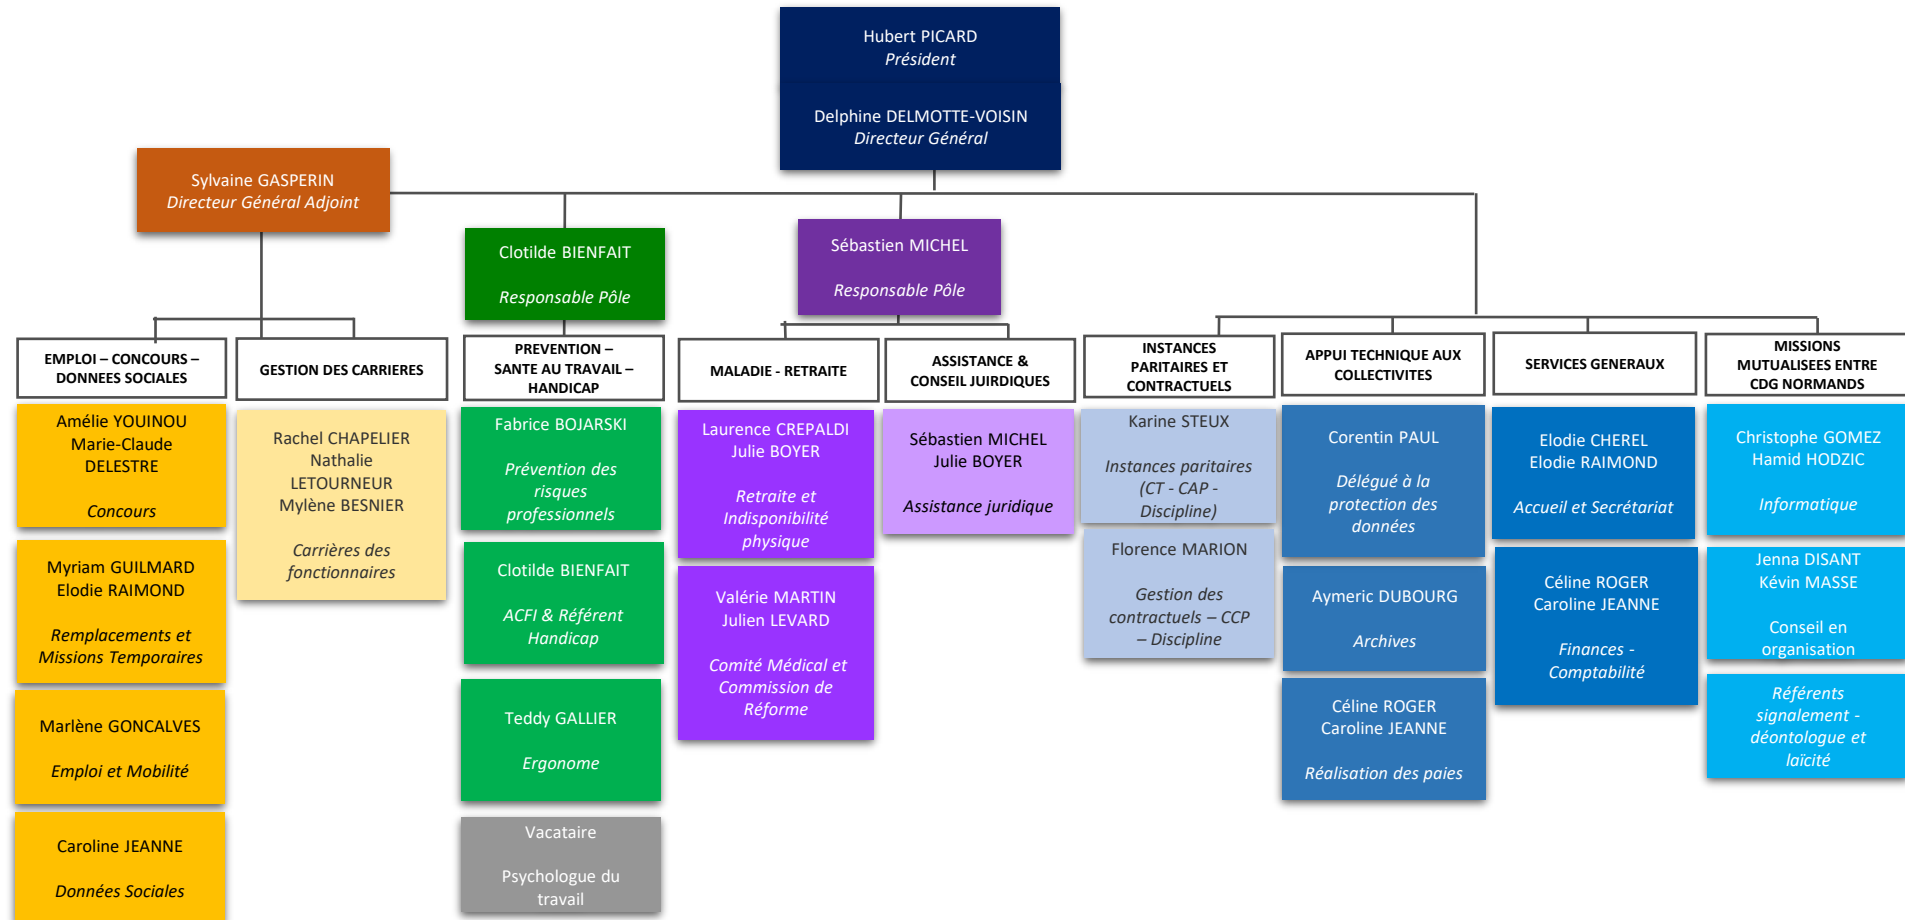 Hubert PICARD
Président
Delphine DELMOTTE-VOISIN
Directeur Général
Sylvaine GASPERIN
Directeur Général Adjoint
Clotilde BIENFAIT
Responsable Pôle
Sébastien MICHEL
Responsable Pôle
EMPLOI – CONCOURS –
DONNEES SOCIALES
Amélie YOUINOU
Marie-Claude
DELESTRE
Concours
Myriam GUILMARD
Elodie RAIMOND
Remplacements et
Missions Temporaires
Marlène GONCALVES
Emploi et Mobilité
Caroline JEANNE
Données Sociales
GESTION DES CARRIERES
Rachel CHAPELIER
Nathalie
LETOURNEUR
Mylène BESNIER
Carrières des
fonctionnaires
PREVENTION –
SANTE AU TRAVAIL –
HANDICAP
Fabrice BOJARSKI
Prévention des
risques
professionnels
Clotilde BIENFAIT
ACFI & Référent
Handicap
Teddy GALLIER
Ergonome
Vacataire
Psychologue du
travail
MALADIE - RETRAITE
Laurence CREPALDI
Julie BOYER
Retraite et
Indisponibilité
physique
Valérie MARTIN
Julien LEVARD
Comité Médical et
Commission de
Réforme
ASSISTANCE &
CONSEIL JUIRDIQUES
Sébastien MICHEL
Julie BOYER
Assistance juridique
INSTANCES
PARITAIRES ET
CONTRACTUELS
Karine STEUX
Instances paritaires
(CT - CAP -
Discipline)
Florence MARION
Gestion des
contractuels – CCP
– Discipline
APPUI TECHNIQUE AUX
COLLECTIVITES
Corentin PAUL
Délégué à la
protection des
données
Aymeric DUBOURG
Archives
Céline ROGER
Caroline JEANNE
Réalisation des paies
SERVICES GENERAUX
Elodie CHEREL
Elodie RAIMOND
Accueil et Secrétariat
Céline ROGER
Caroline JEANNE
Finances -
Comptabilité
MISSIONS
MUTUALISEES ENTRE
CDG NORMANDS
Christophe GOMEZ
Hamid HODZIC
Informatique
Jenna DISANT
Kévin MASSE
Conseil en
organisation
Référents
signalement -
déontologue et
laïcité